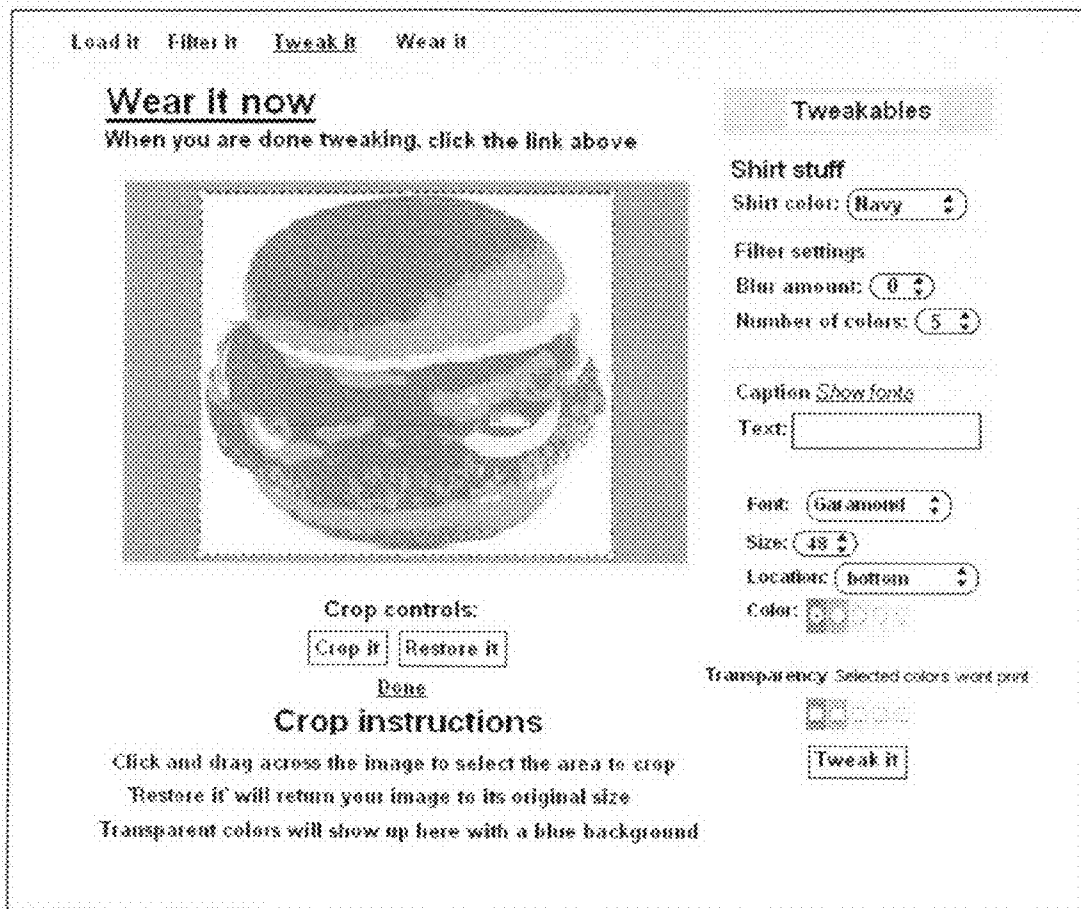 Load it Filter it Tweak it Wear it
Wear it now
When you are done tweaking, click the link above
Crop controls:
Crop it Restore it
Done
Crop instructions
Click and drag across the image to select the area to crop
'Restore it' will return your image to its original size
Transparent colors will show up here with a blue background
Tweakables
Shirt stuff
Shirt color: Navy
Filter settings
Blur amount: 0
Number of colors: 5
Caption Show fonts
Text:
Font: Garamond
Size: 48
Location: bottom
Color:
Transparency Selected colors wont print
Tweak it